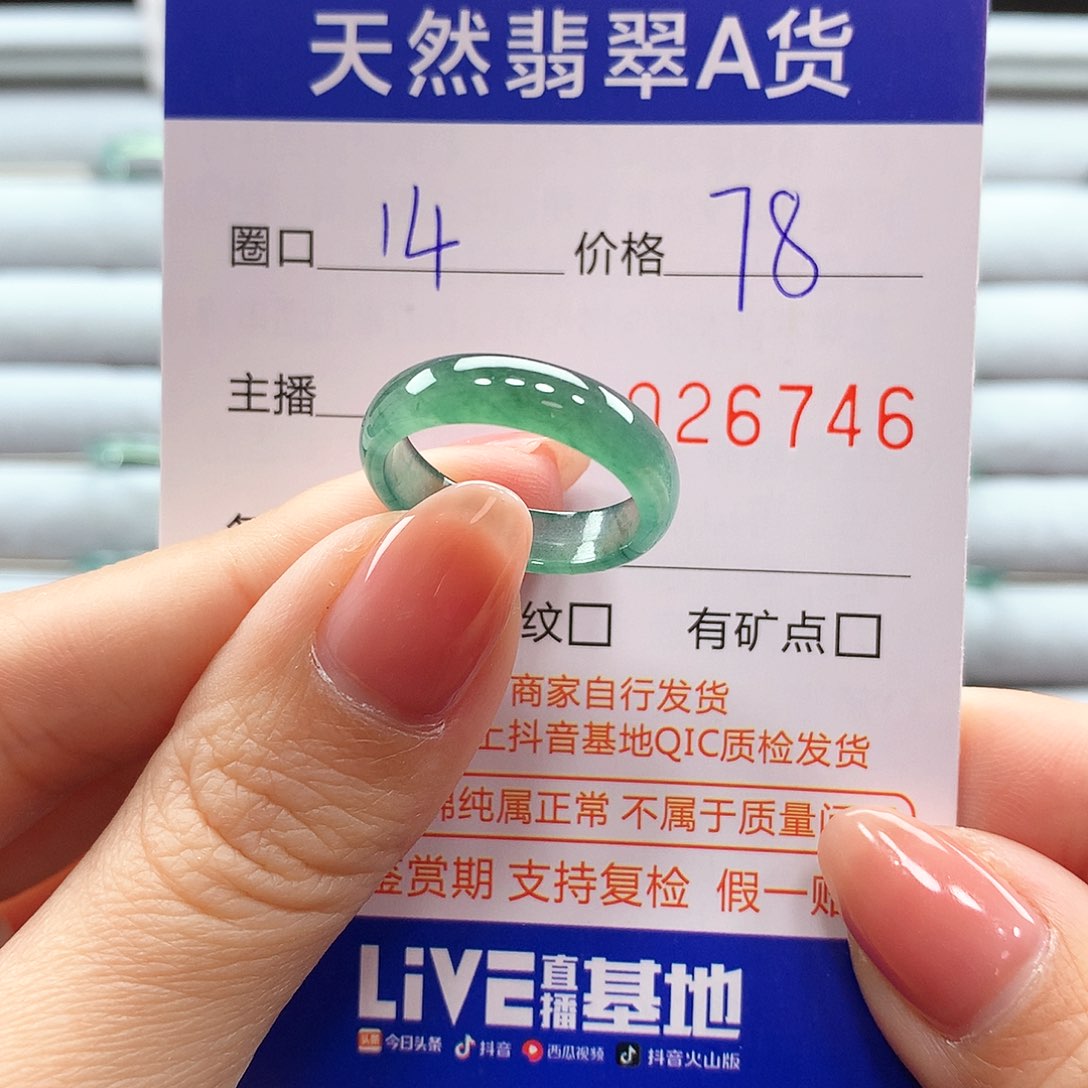 天然翡翠A货
圈口 14 价格 78
主播 026746
纹□ 有矿点□
商家自行发货
上抖音基地QIC质检发货
棉纯属正常 不属于质量问
鉴赏期 支持复检 假一赔
LiVE直播基地
今日头条 抖音 西瓜视频 抖音火山版